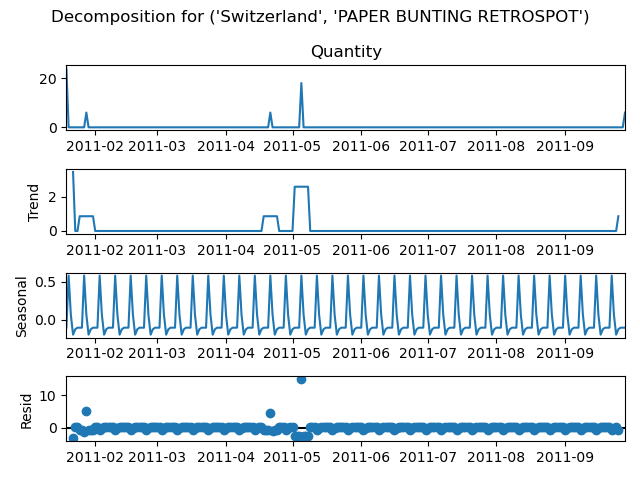 Decomposition for ('Switzerland', 'PAPER BUNTING RETROSPOT')
Quantity
20
0
2011-02 2011-03 2011-04 2011-05 2011-06 2011-07 2011-08 2011-09
Trend
2
0
2011-02 2011-03 2011-04 2011-05 2011-06 2011-07 2011-08 2011-09
Seasonal
0.5
0.0
2011-02 2011-03 2011-04 2011-05 2011-06 2011-07 2011-08 2011-09
Resid
10
0
2011-02 2011-03 2011-04 2011-05 2011-06 2011-07 2011-08 2011-09